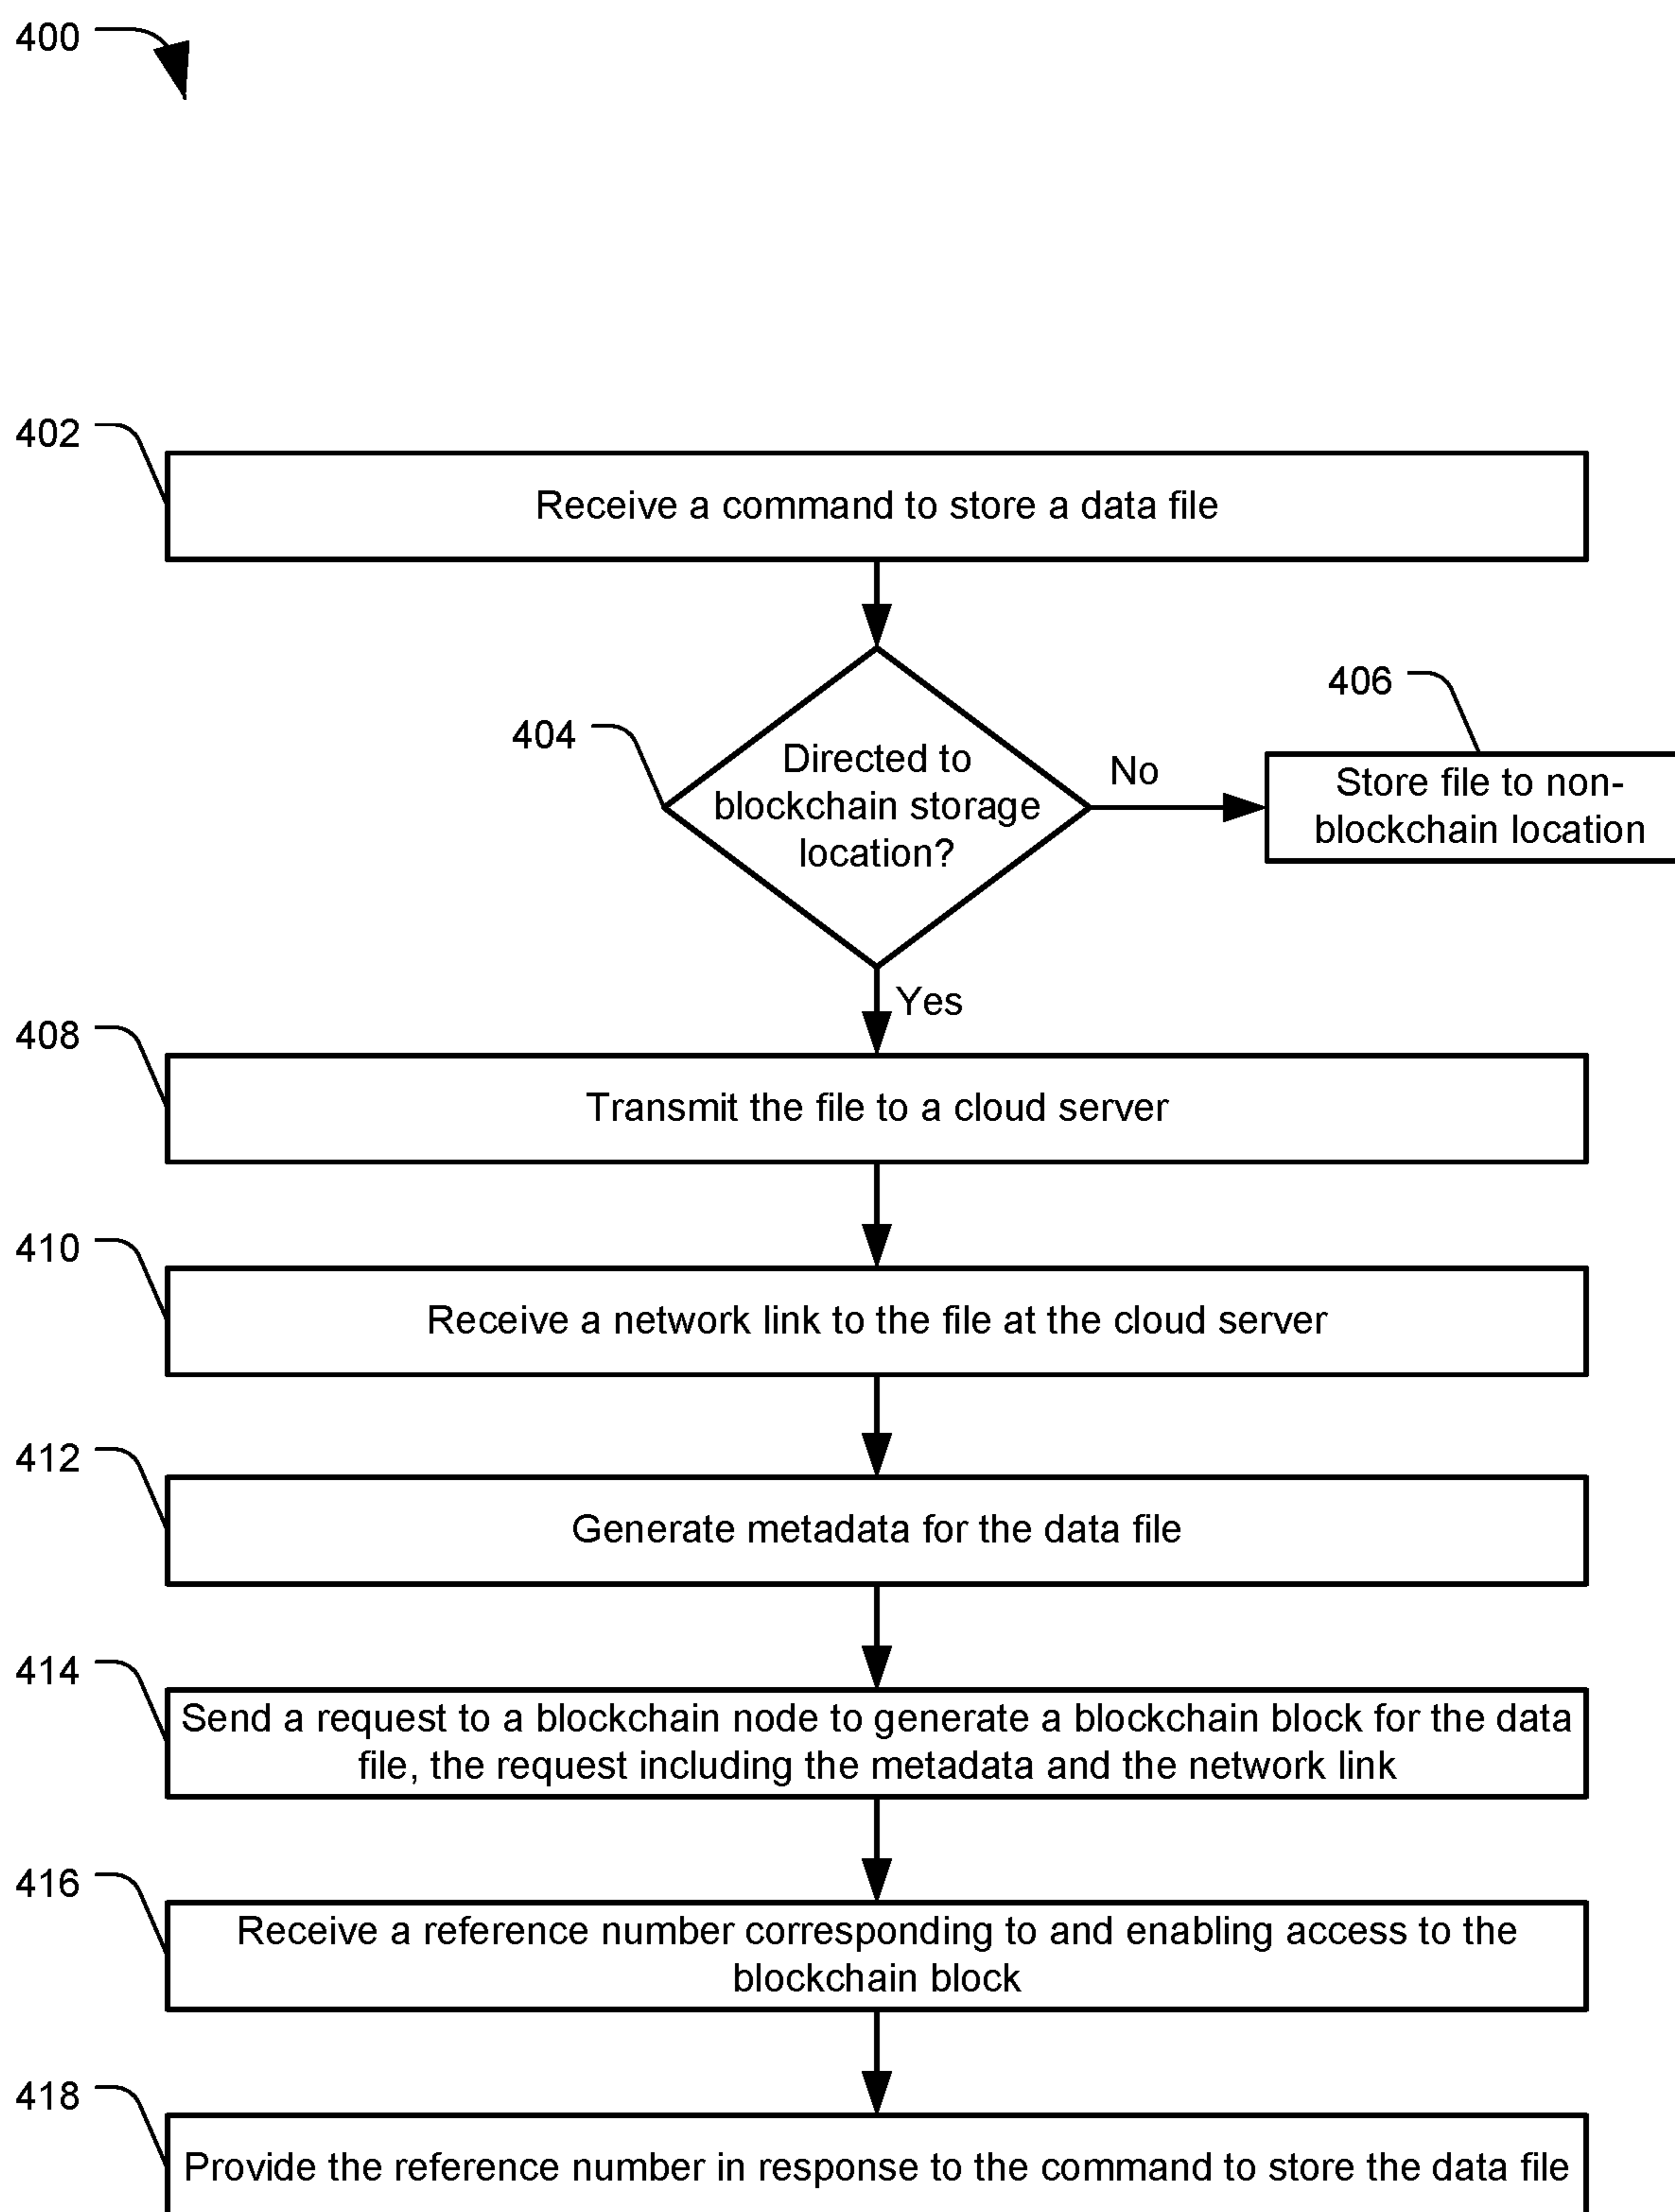 400
402
Receive a command to store a data file
404
Directed to
blockchain storage
location?
No
406
Store file to non-
blockchain location
Yes
408
Transmit the file to a cloud server
410
Receive a network link to the file at the cloud server
412
Generate metadata for the data file
414
Send a request to a blockchain node to generate a blockchain block for the data
file, the request including the metadata and the network link
416
Receive a reference number corresponding to and enabling access to the
blockchain block
418
Provide the reference number in response to the command to store the data file